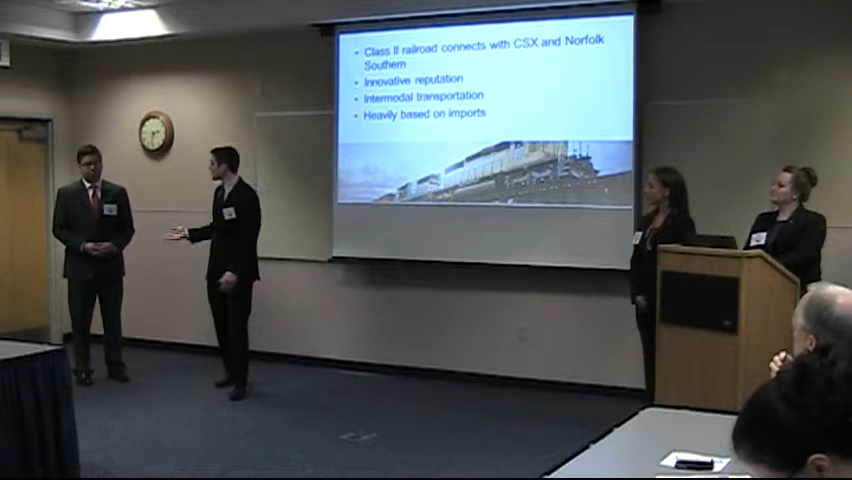 • Class II railroad connects with CSX and Norfolk
Southern
• Innovative reputation
• Intermodal transportation
• Heavily based on imports